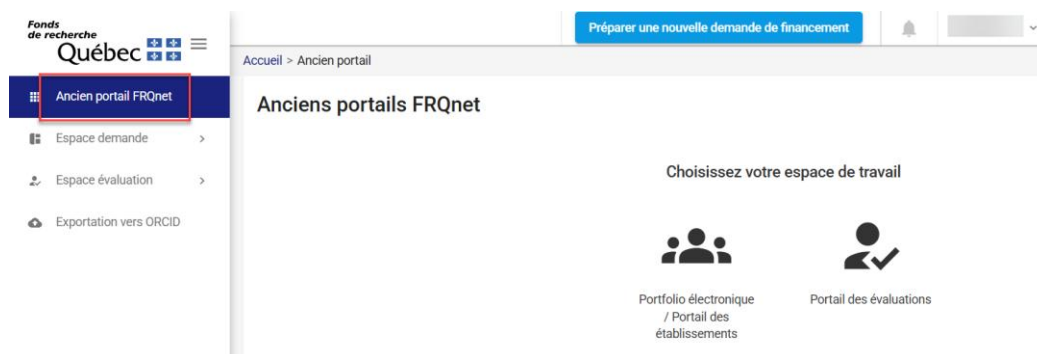 Fonds
de recherche
Québec
Préparer une nouvelle demande de financement
Accueil > Ancien portail
Ancien portail FRQnet
Espace demande >
Espace évaluation >
Exportation vers ORCID
Anciens portails FRQnet
Choisissez votre espace de travail
Portfolio électronique
/ Portail des
établissements
Portail des évaluations